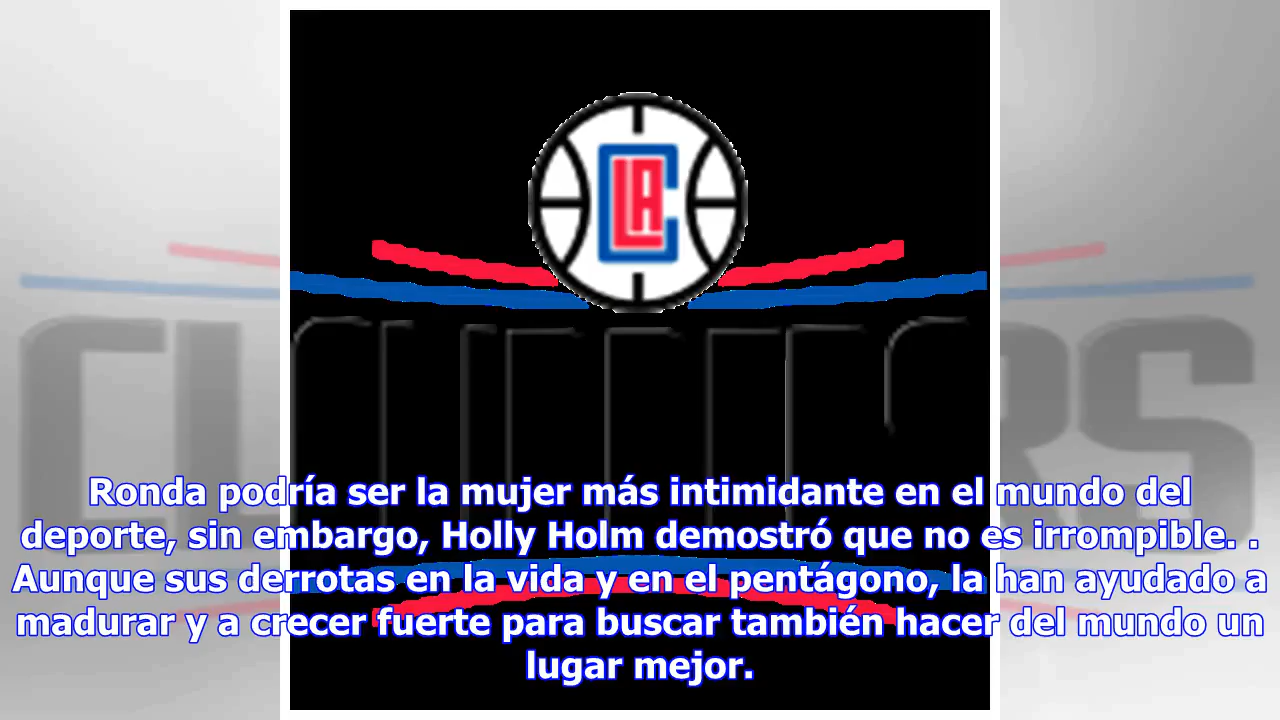 CLA
CLIPPERS
Ronda podría ser la mujer más intimidante en el mundo del
deporte, sin embargo, Holly Holm demostró que no es irrompible. .
Aunque sus derrotas en la vida y en el pentágono, la han ayudado a
madurar y a crecer fuerte para buscar también hacer del mundo un
lugar mejor.